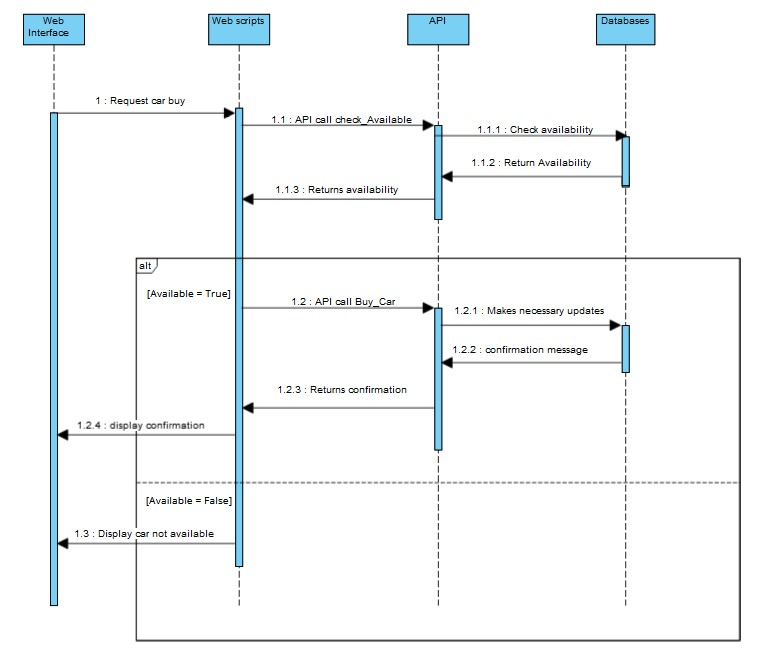 Web
Interface
Web scripts
API
Databases
1 : Request car buy
1.1 : API call check_Available
1.1.1 : Check availability
1.1.2 : Return Availability
1.1.3 : Returns availability
alt
[Available = True]
1.2 : API call Buy_Car
1.2.1 : Makes necessary updates
1.2.2 : confirmation message
1.2.3 : Returns confirmation
1.2.4 : display confirmation
[Available = False]
1.3 : Display car not available